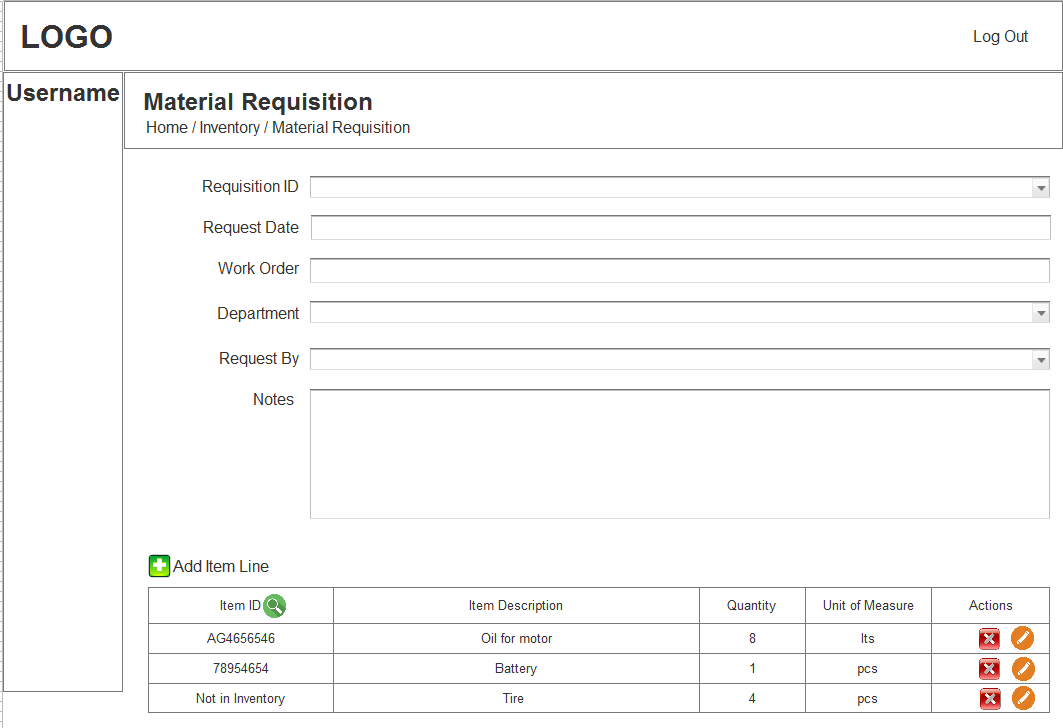 LOGO
Log Out
Username
Material Requisition
Home / Inventory / Material Requisition
Requisition ID
Request Date
Work Order
Department
Request By
Notes
Add Item Line
Item ID Item Description Quantity Unit of Measure Actions
AG4656546 Oil for motor 8 lts
78954654 Battery 1 pcs
Not in Inventory Tire 4 pcs